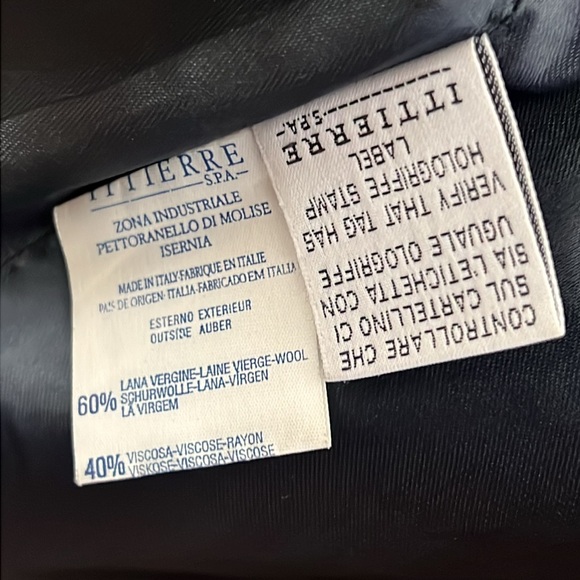 ITTIERRE
S.P.A.
ZONA INDUSTRIALE
PETTORANELLO DI MOLISE
ISERNIA
MADE IN ITALY-FABRIQUE EN ITALIE
PAIS DE ORIGEN-ITALIA-FABRICADO EM ITALIA
ESTERNO EXTERIEUR
OUTSIDE AUBER
60% LANA VERGINE-LAINE VIERGE-WOOL
SCHURWOLLE-LANA-VIRGEN
LÃ VIRGEM
40% VISCOSA-VISCOSE-RAYON
VISKOSE-VISCOSA-VISCOSE
CONTROLLARE CHE
SUL CARTELLINO CI
SIA L'ETICHETTA CON
UGUALE OLOGRIFFE
VERIFY THAT TAG HAS
HOLOGRIFFE STAMP
LABEL
ITTIERRE
S.P.A.